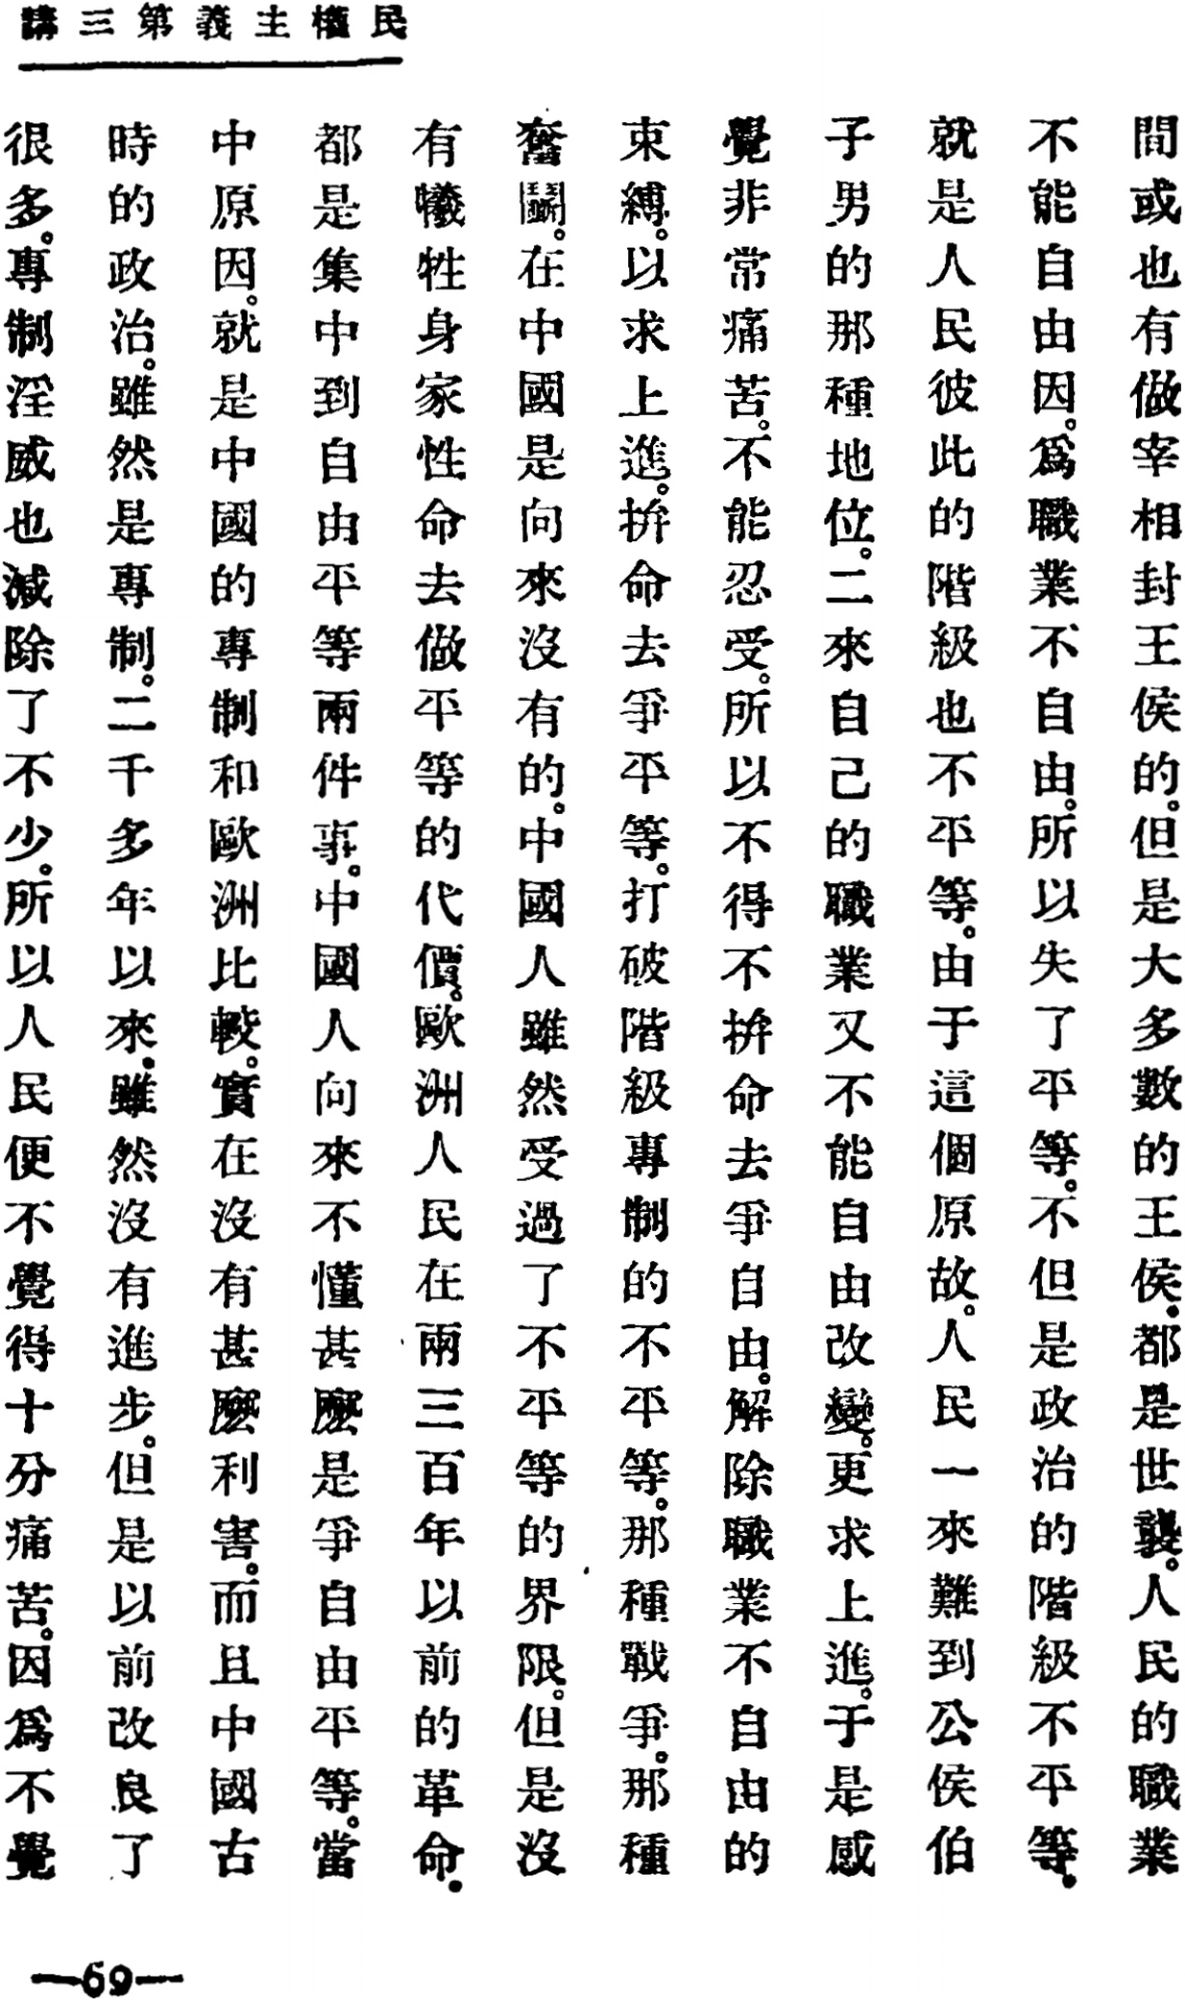 民權主義第三講
間或也有做宰相封王侯的。但是大多數的王侯。都是世襲。人民的職業
不能自由。因爲職業不自由。所以失了平等。不但是政治的階級不平等。
就是人民彼此的階級也不平等。由于這個原故。人民一來難到公侯伯
子男的那種地位。二來自己的職業又不能自由改變。更求上進。于是感
覺非常痛苦。不能忍受。所以不得不拚命去爭自由。解除職業不自由的
束縛。以求上進。拚命去爭平等。打破階級專制的不平等。那種戰爭。那種
奮鬭。在中國是向來沒有的。中國人雖然受過了不平等的界限。但是沒
有犧牲身家性命去做平等的代價。歐洲人民在兩三百年以前的革命。
都是集中到自由平等兩件事。中國人向來不懂甚麽是爭自由平等。當
中原因。就是中國的專制和歐洲比較。實在沒有甚麽利害。而且中國古
時的政治。雖然是專制。二千多年以來。雖然沒有進步。但是以前改良了
很多。專制淫威也減除了不少。所以人民便不覺得十分痛苦。因爲不覺
—69—